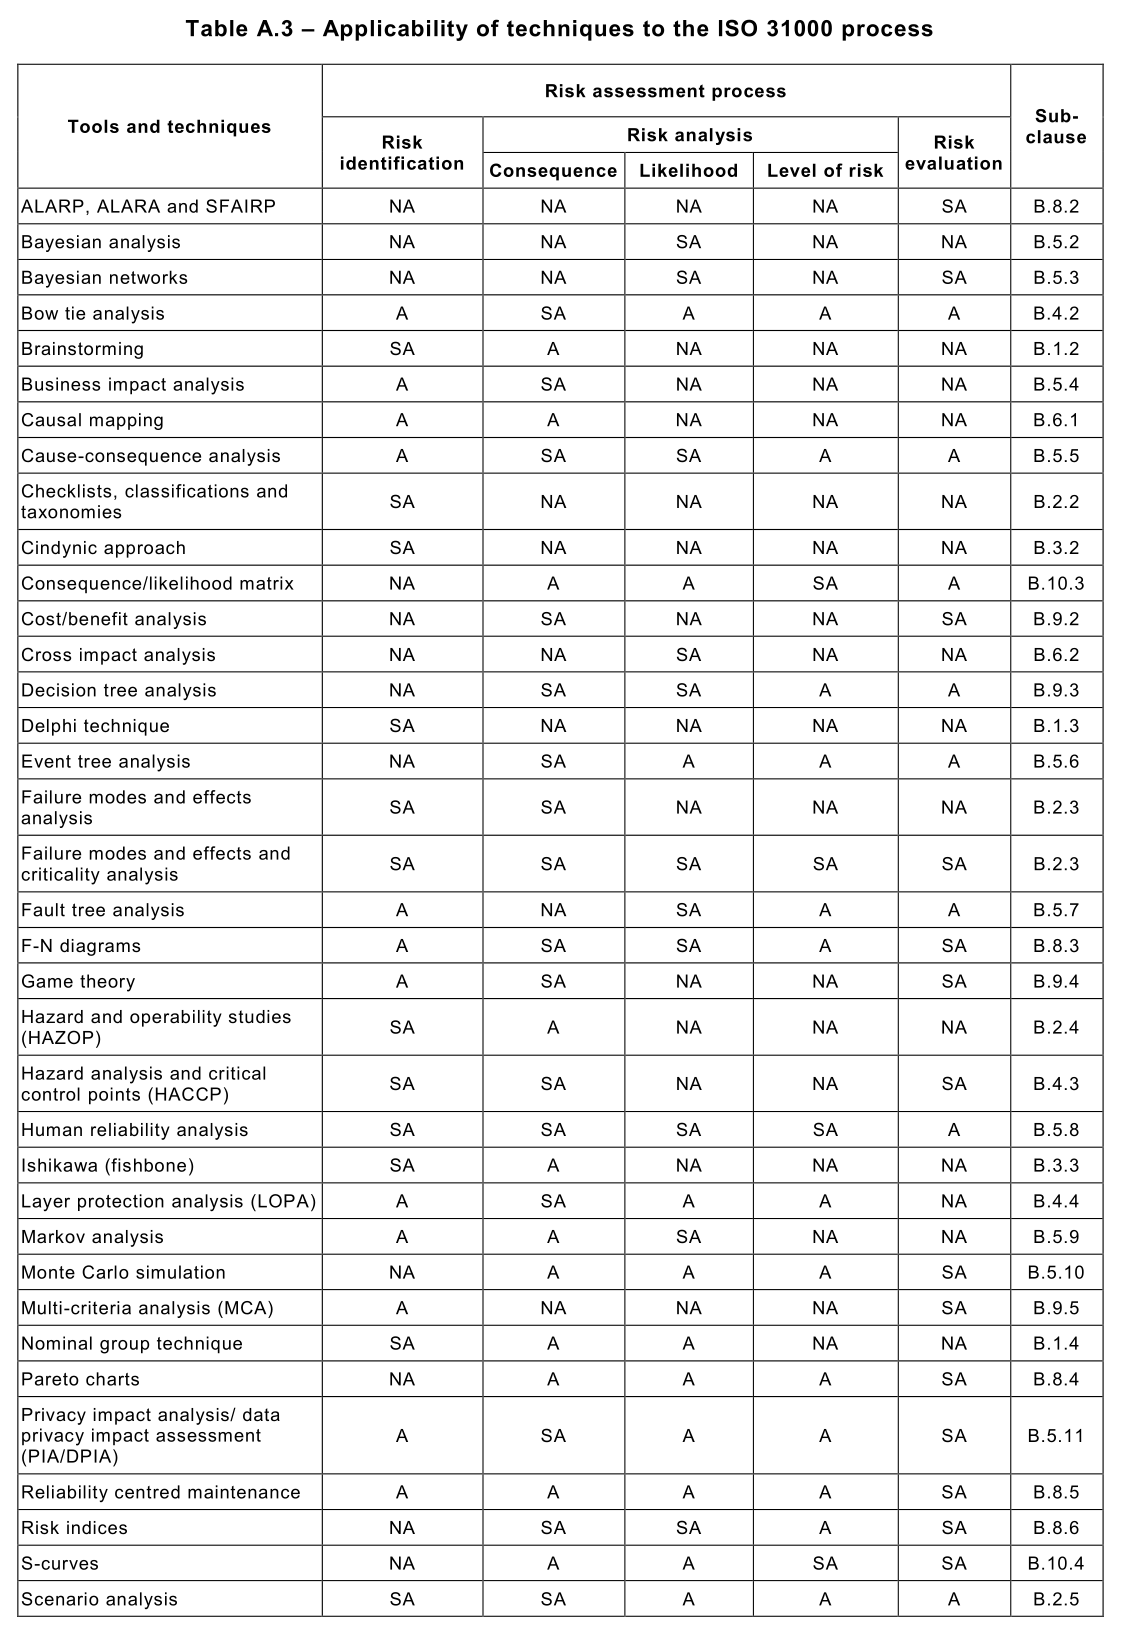 Table A.3 – Applicability of techniques to the ISO 31000 process
Tools and techniques
Risk assessment process
Sub-
clause
Risk
identification
Risk analysis
Risk
evaluation
Consequence Likelihood Level of risk
ALARP, ALARA and SFAIRP NA NA NA NA SA B.8.2
Bayesian analysis NA NA SA NA NA B.5.2
Bayesian networks NA NA SA NA SA B.5.3
Bow tie analysis A SA A A A B.4.2
Brainstorming SA A NA NA NA B.1.2
Business impact analysis A SA NA NA NA B.5.4
Causal mapping A A NA NA NA B.6.1
Cause-consequence analysis A SA SA A A B.5.5
Checklists, classifications and
taxonomies SA NA NA NA NA B.2.2
Cindynic approach SA NA NA NA NA B.3.2
Consequence/likelihood matrix NA A A SA A B.10.3
Cost/benefit analysis NA SA NA NA SA B.9.2
Cross impact analysis NA NA SA NA NA B.6.2
Decision tree analysis NA SA SA A A B.9.3
Delphi technique SA NA NA NA NA B.1.3
Event tree analysis NA SA A A A B.5.6
Failure modes and effects
analysis SA SA NA NA NA B.2.3
Failure modes and effects and
criticality analysis SA SA SA SA SA B.2.3
Fault tree analysis A NA SA A A B.5.7
F-N diagrams A SA SA A SA B.8.3
Game theory A SA NA NA SA B.9.4
Hazard and operability studies
(HAZOP) SA A NA NA NA B.2.4
Hazard analysis and critical
control points (HACCP) SA SA NA NA SA B.4.3
Human reliability analysis SA SA SA SA A B.5.8
Ishikawa (fishbone) SA A NA NA NA B.3.3
Layer protection analysis (LOPA) A SA A A NA B.4.4
Markov analysis A A SA NA NA B.5.9
Monte Carlo simulation NA A A A SA B.5.10
Multi-criteria analysis (MCA) A NA NA NA SA B.9.5
Nominal group technique SA A A NA NA B.1.4
Pareto charts NA A A A SA B.8.4
Privacy impact analysis/ data
privacy impact assessment
(PIA/DPIA) A SA A A SA B.5.11
Reliability centred maintenance A A A A SA B.8.5
Risk indices NA SA SA A SA B.8.6
S-curves NA A A SA SA B.10.4
Scenario analysis SA SA A A A B.2.5